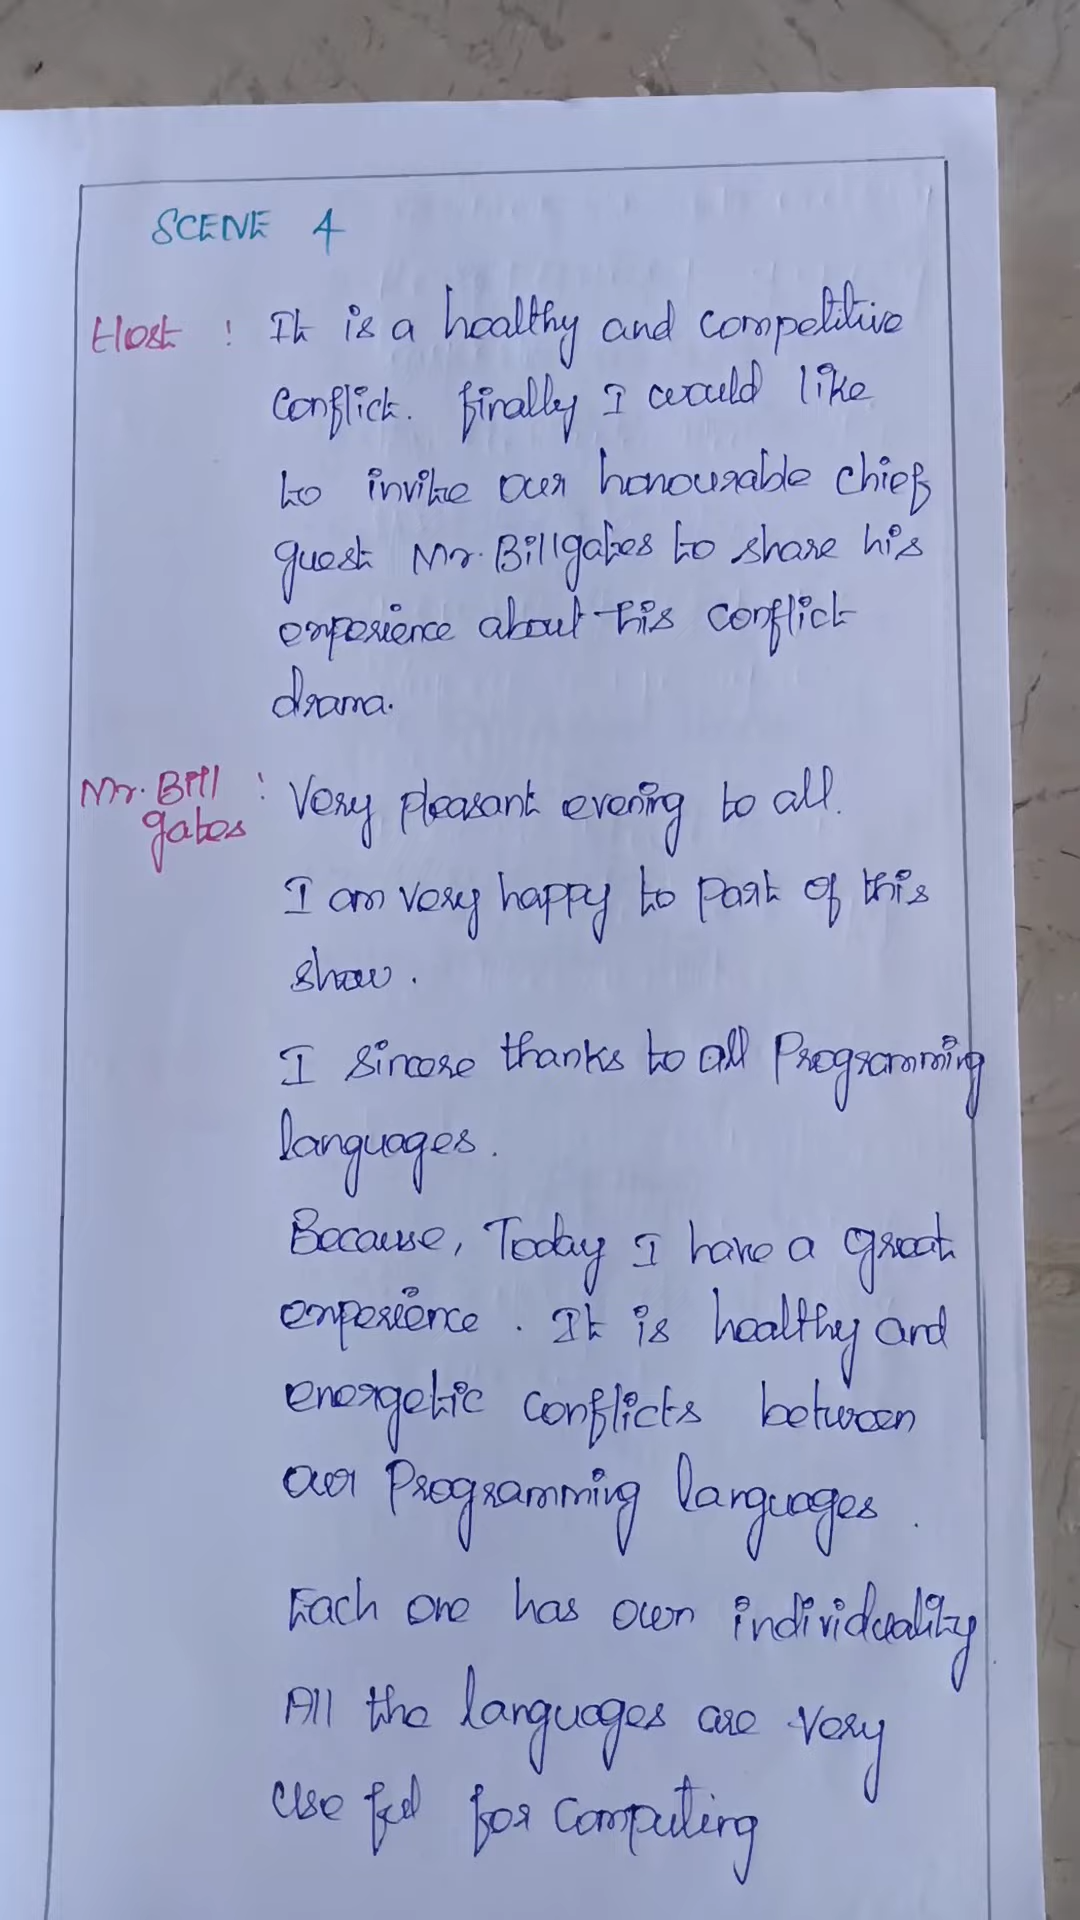 SCENE 4
Host : It is a healthy and competitive
conflict. finally I would like
to invite our honourable chief
guest Mr. Billgates to share his
experience about this conflict
drama.
Mr. Bill gates : Very pleasant evening to all.
I am very happy to part of this
show.
I sincere thanks to all Programming
languages.
Because, Today I have a great
experience. It is healthy and
energetic conflicts between
our Programming languages.
Each one has own individuality
All the languages are very
use ful for Computing